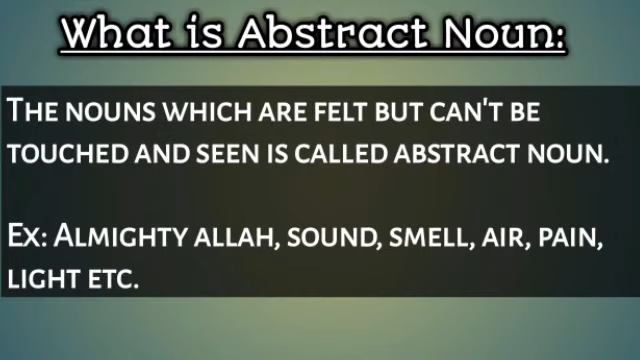 What is Abstract Noun:
The nouns which are felt but can't be
touched and seen is called abstract noun.
Ex: Almighty allah, sound, smell, air, pain,
light etc.